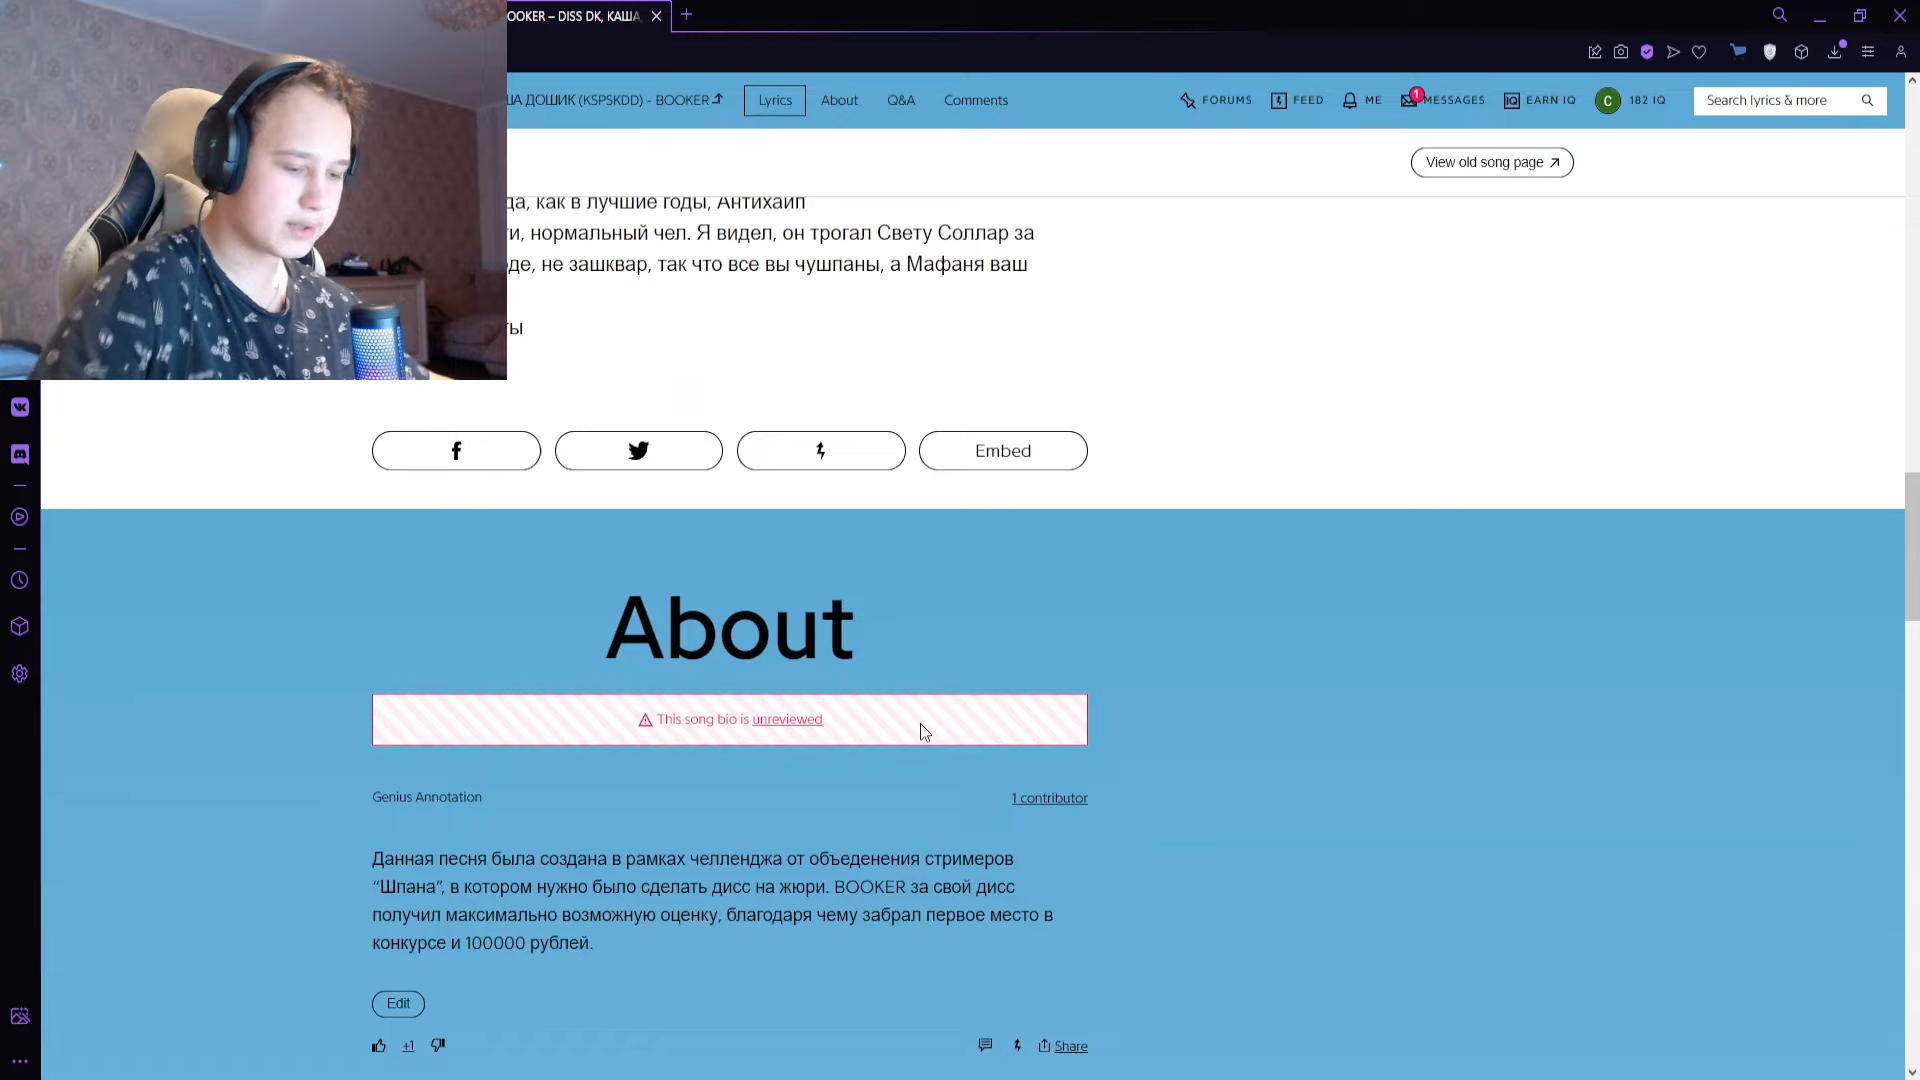 OOKER – DISS DK, КАША,
ДОШИК (KSPSKDD) - BOOKER
Lyrics
About
Q&A
Comments
FORUMS
FEED
ME
1
MESSAGES
EARN IQ
C
182 IQ
Search lyrics & more
View old song page
да, как в лучшие годы, Антихайп
ти, нормальный чел. Я видел, он трогал Свету Соллар за
оде, не зашквар, так что все вы чушпаны, а Мафаня ваш
ты
Embed
About
This song bio is unreviewed
Genius Annotation
1 contributor
Данная песня была создана в рамках челленджа от объеденения стримеров
“Шпана”, в котором нужно было сделать дисс на жюри. BOOKER за свой дисс
получил максимально возможную оценку, благодаря чему забрал первое место в
конкурсе и 100000 рублей.
Edit
+1
Share